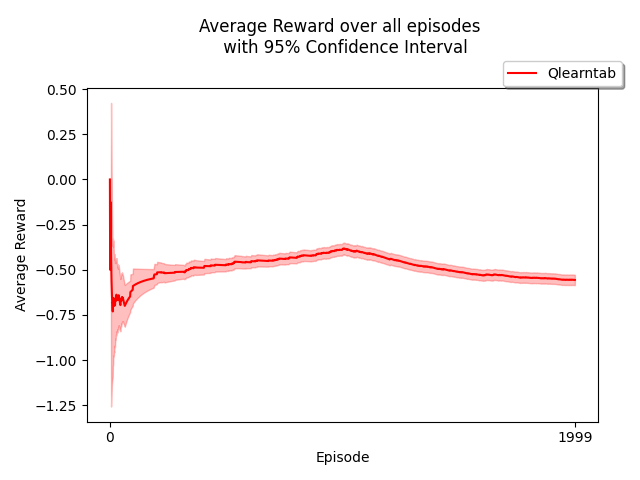 Average Reward over all episodes
with 95% Confidence Interval
Qlearntab
0.50
0.25
0.00
−0.25
−0.50
−0.75
−1.00
−1.25
Average Reward
0 1999
Episode